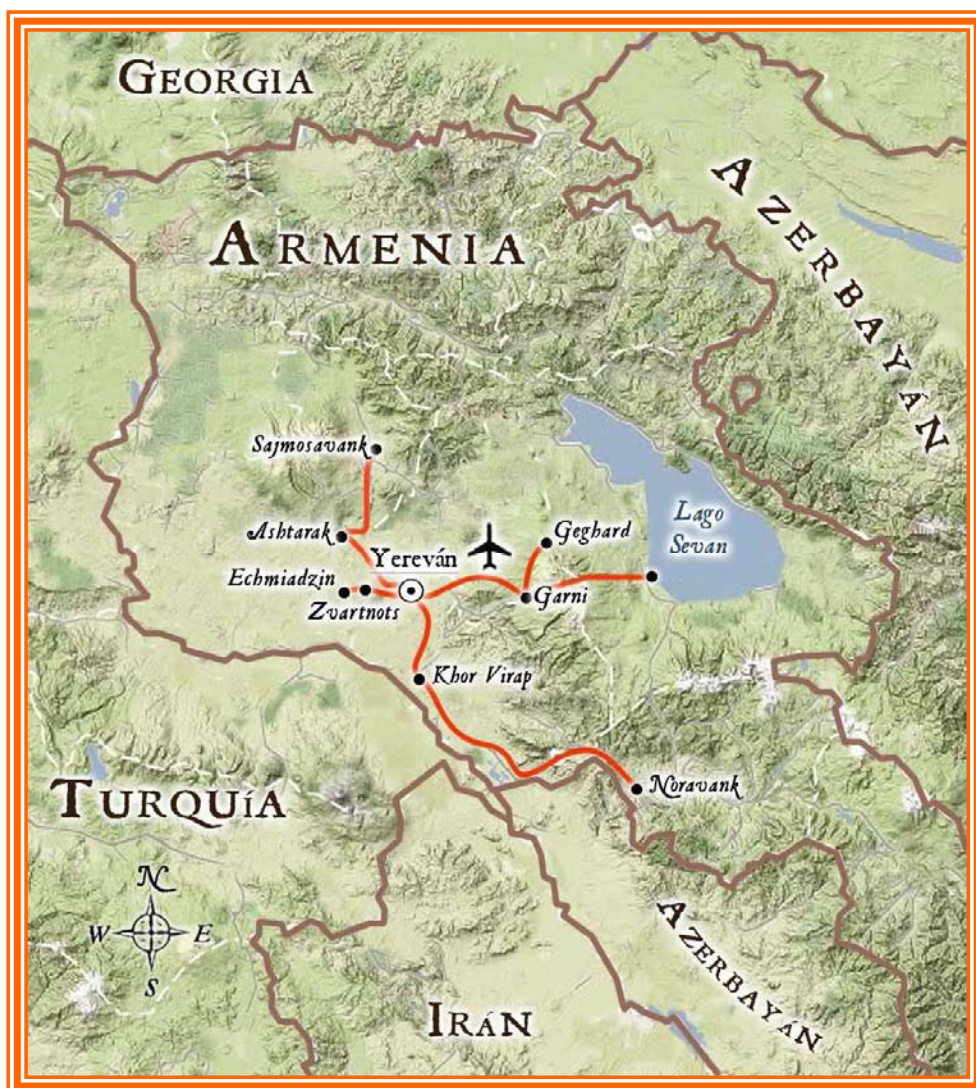 GEORGIA
ARMENIA
AZERBAYÁN
Sajmosavank
Ashtarak
Yereván
Geghard
Lago
Sevan
Echmiadzin
Zvartnots
Garni
Khor Virap
Noravank
TURQUíA
N
W
E
S
IRÁN
AZERBAYÁN